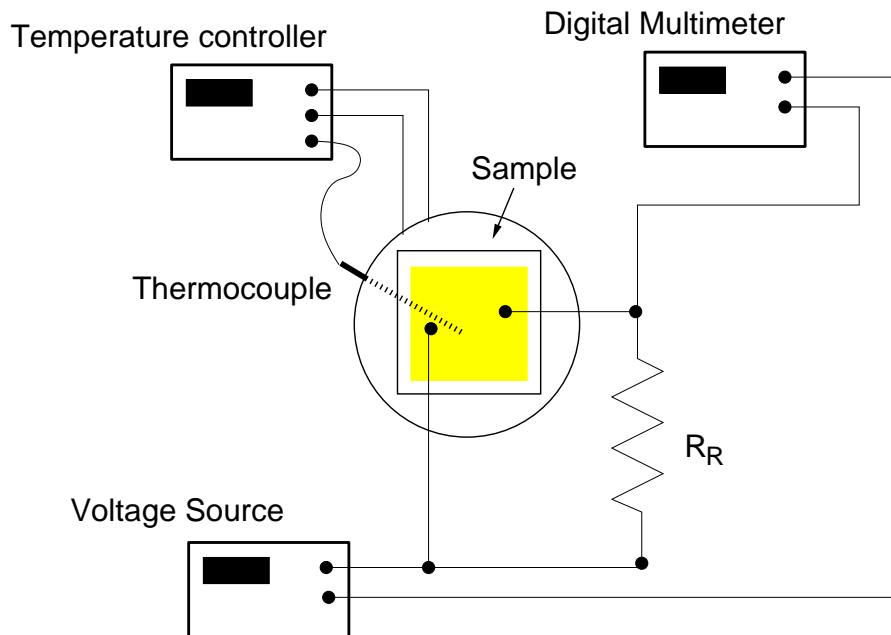 Temperature controller
Digital Multimeter
Sample
Thermocouple
R_R
Voltage Source